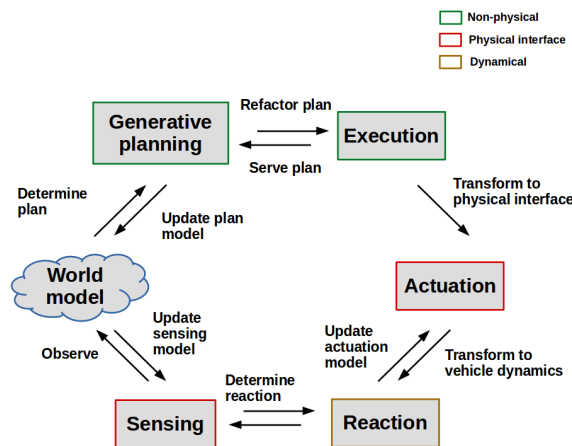 Non-physical
Physical interface
Dynamical
Refactor plan
Generative
planning
Execution
Serve plan
Determine
plan
Update plan
model
Transform to
physical interface
World
model
Actuation
Update
sensing
model
Observe
Update
actuation
model
Transform to
vehicle dynamics
Determine
reaction
Sensing
Reaction